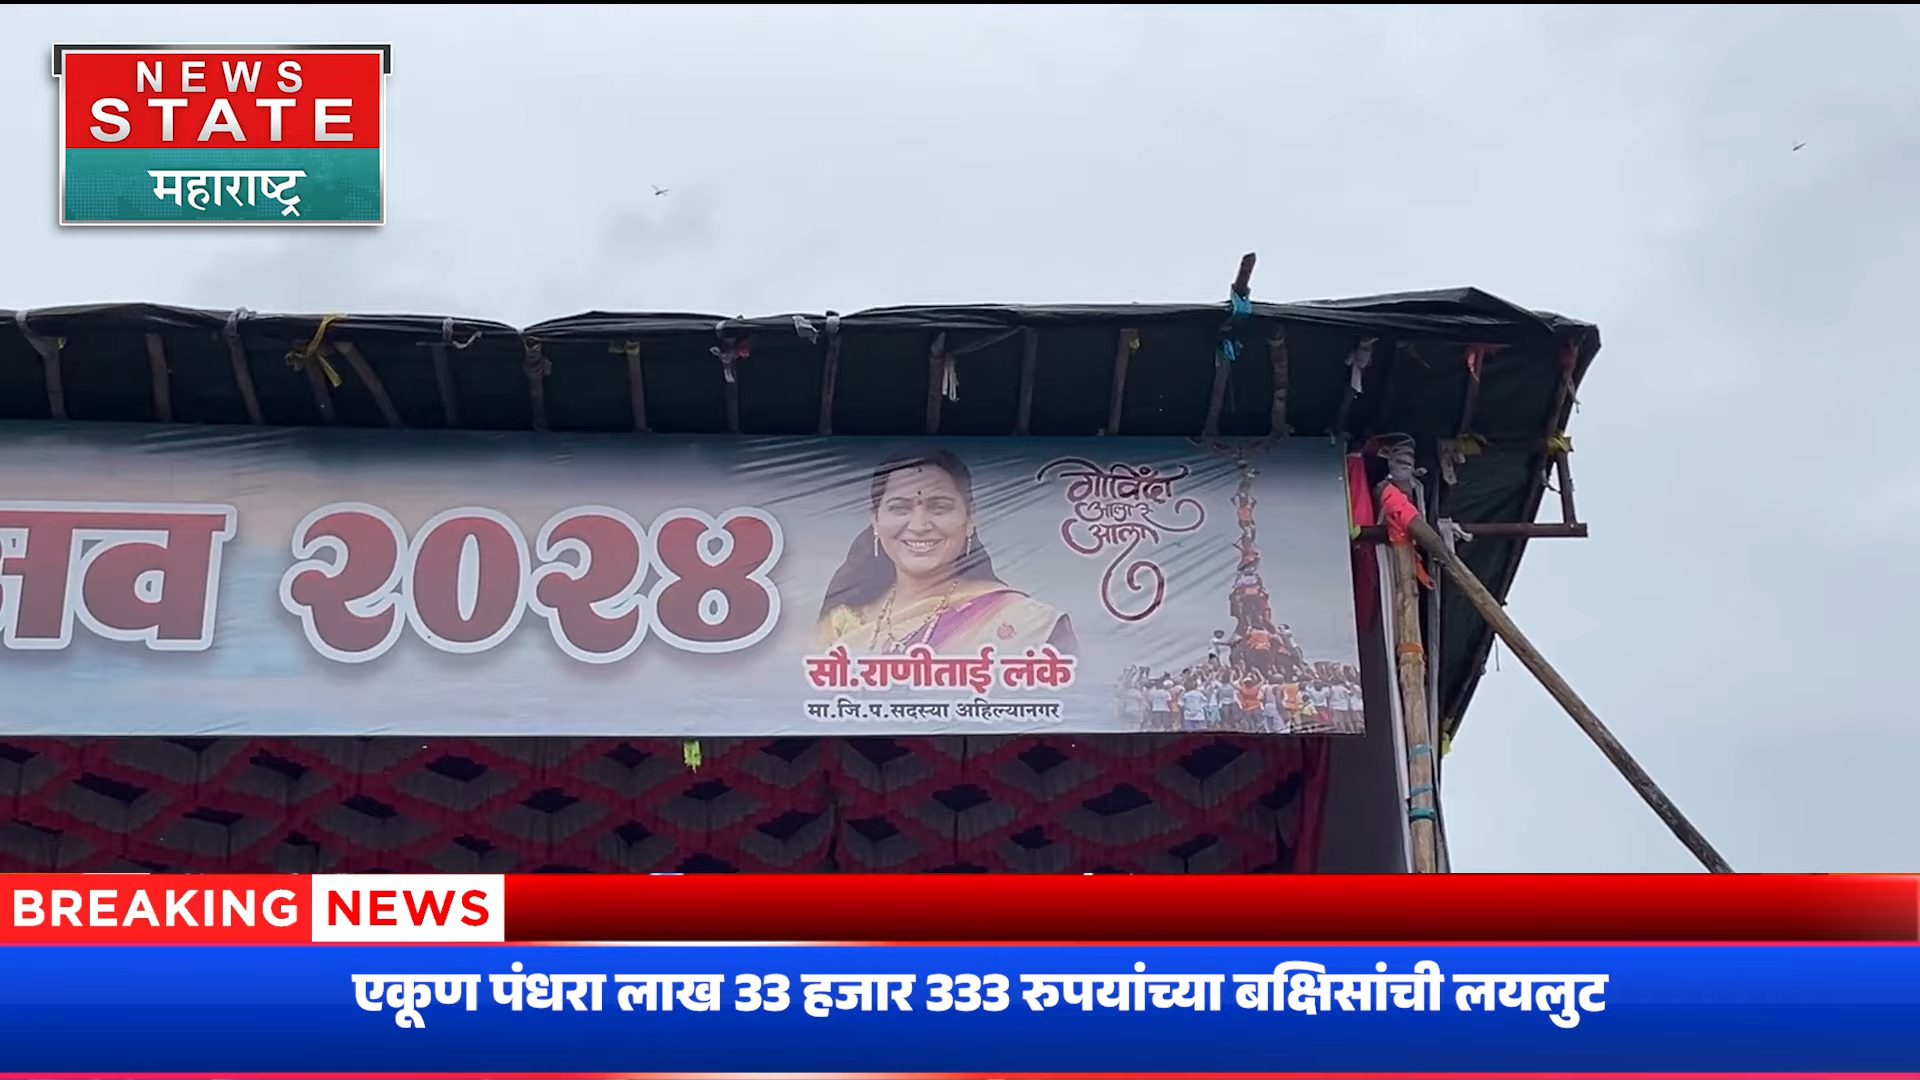 NEWS
STATE
महाराष्ट्र
२०२४
गोविंदा
आला रे
आला
सौ.राणीताई लंके
मा.जि.प.सदस्या अहिल्यानगर
BREAKING NEWS
एकूण पंधरा लाख 33 हजार 333 रुपयांच्या बक्षिसांची लयलुट